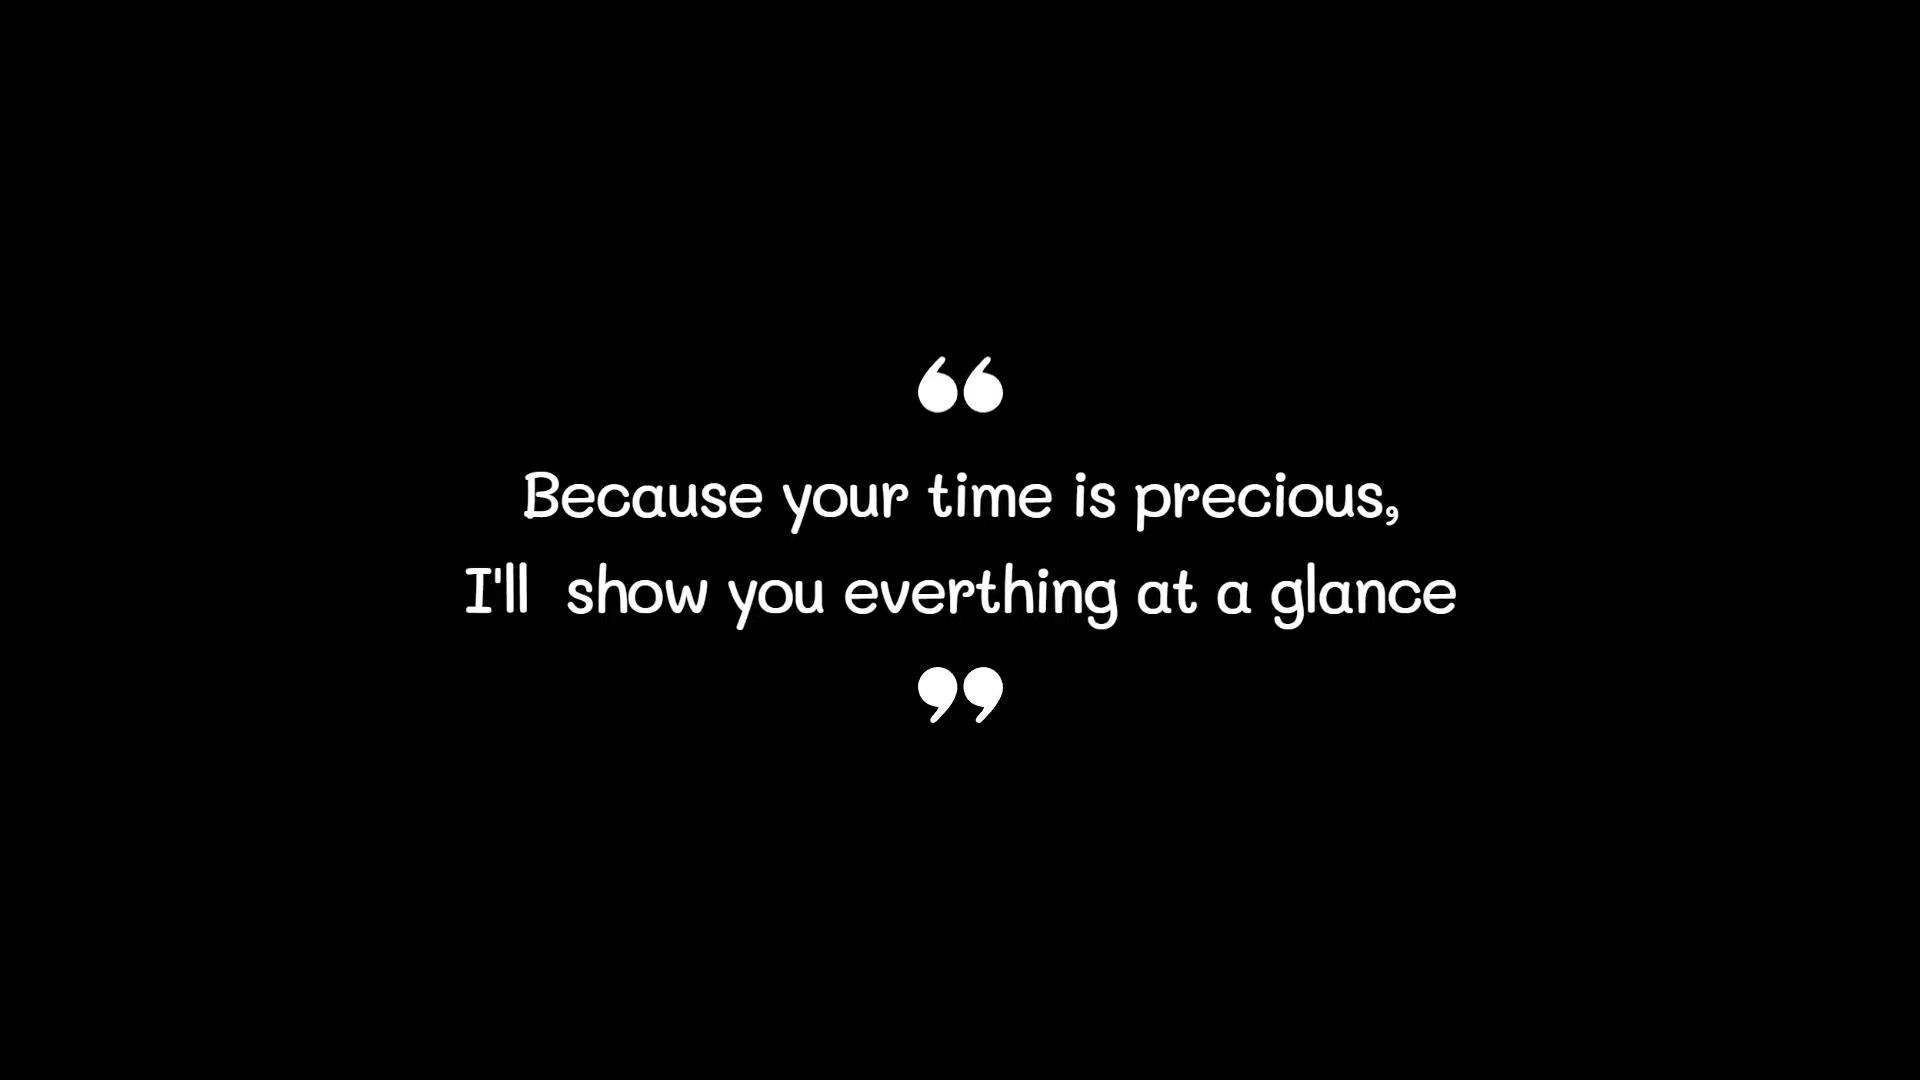 “
Because your time is precious,
I'll  show you everthing at a glance
”